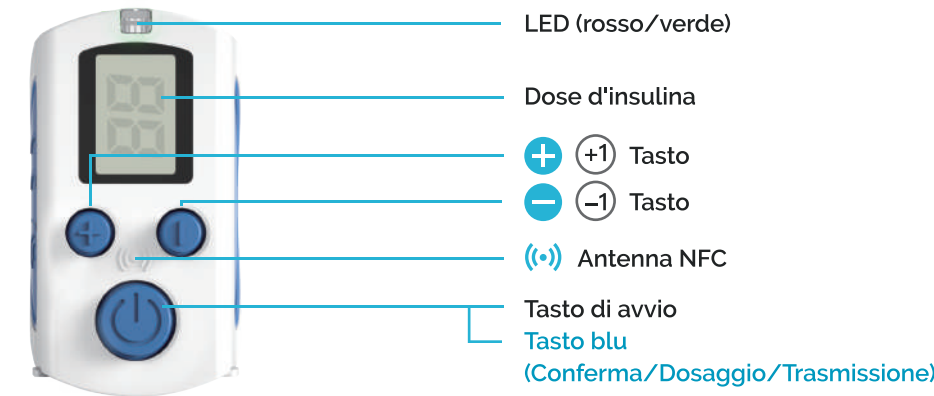 LED (rosso/verde)
Dose d'insulina
+1 Tasto
–1 Tasto
Antenna NFC
Tasto di avvio
Tasto blu
(Conferma/Dosaggio/Trasmissione)